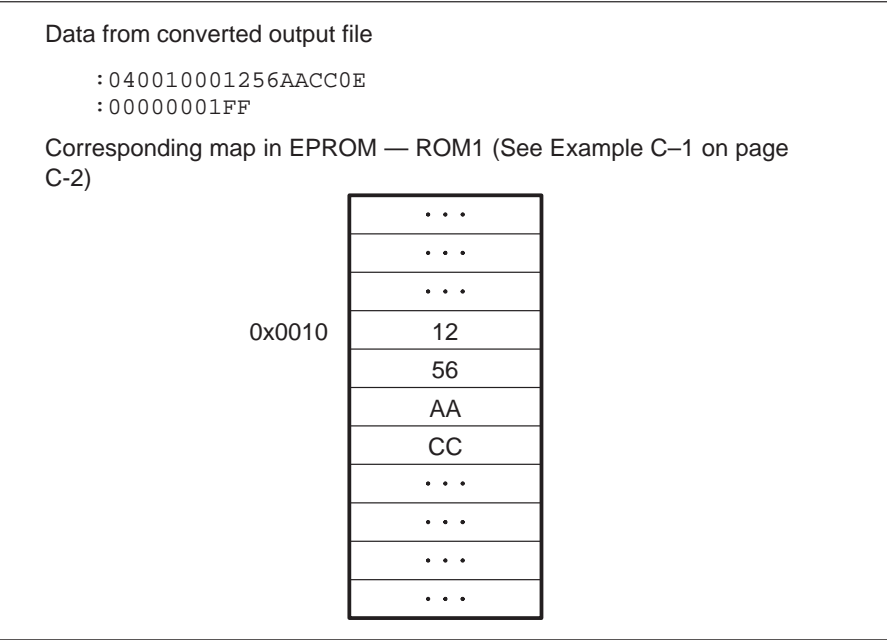 Data from converted output file
:040010001256AACC0E
:00000001FF
Corresponding map in EPROM — ROM1 (See Example C–1 on page
C-2)
. . .
. . .
. . .
0x0010 12
56
AA
CC
. . .
. . .
. . .
. . .